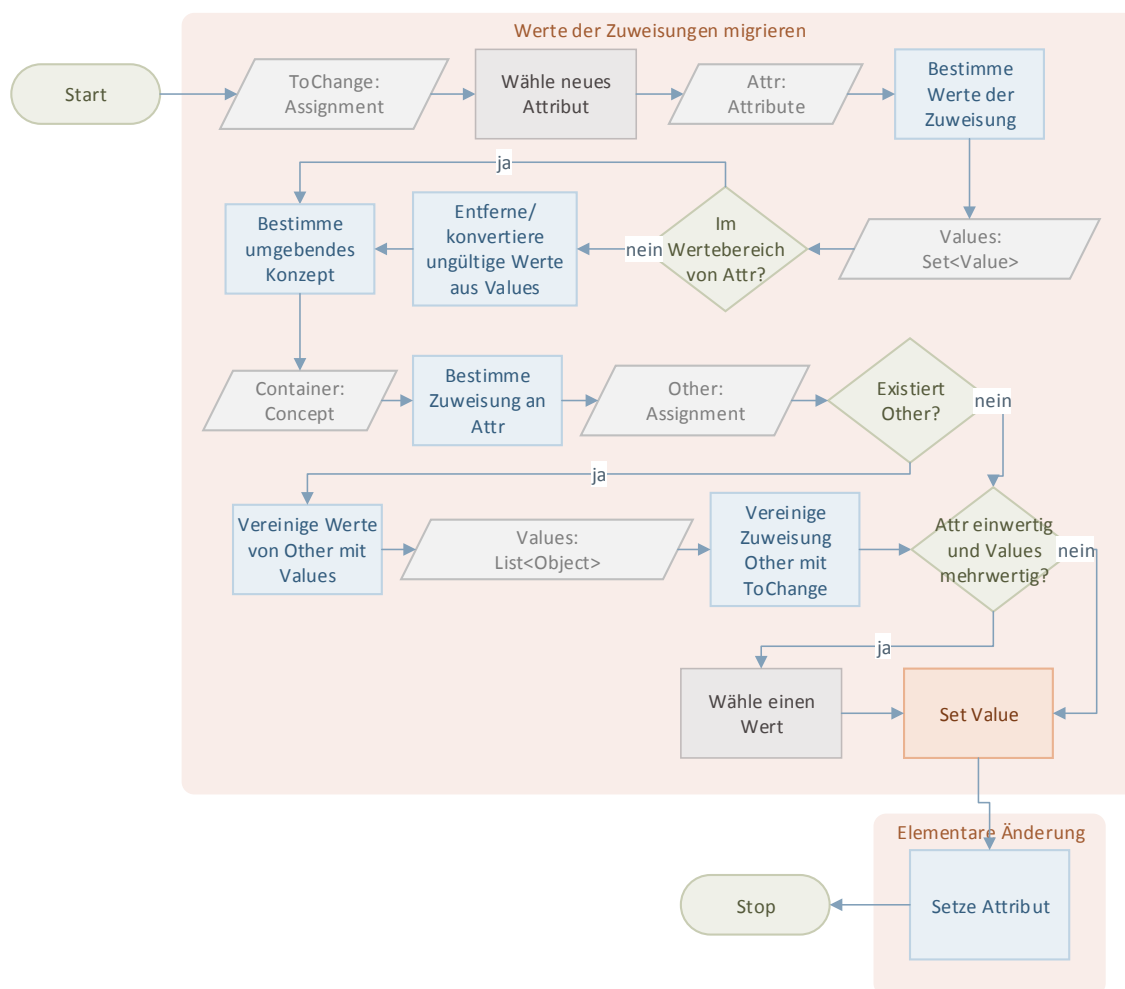 Werte der Zuweisungen migrieren
Start
ToChange:
Assignment
Wähle neues
Attribut
Attr:
Attribute
Bestimme
Werte der
Zuweisung
ja
Bestimme
umgebendes
Konzept
Entferne/
konvertiere
ungültige Werte
aus Values
nein
Im
Wertebereich
von Attr?
Values:
Set<Value>
Container:
Concept
Bestimme
Zuweisung an
Attr
Other:
Assignment
Existiert
Other?
nein
ja
Vereinige Werte
von Other mit
Values
Values:
List<Object>
Vereinige
Zuweisung
Other mit
ToChange
Attr einwertig
und Values
mehrwertig?
nein
ja
Wähle einen
Wert
Set Value
Elementare Änderung
Stop
Setze Attribut